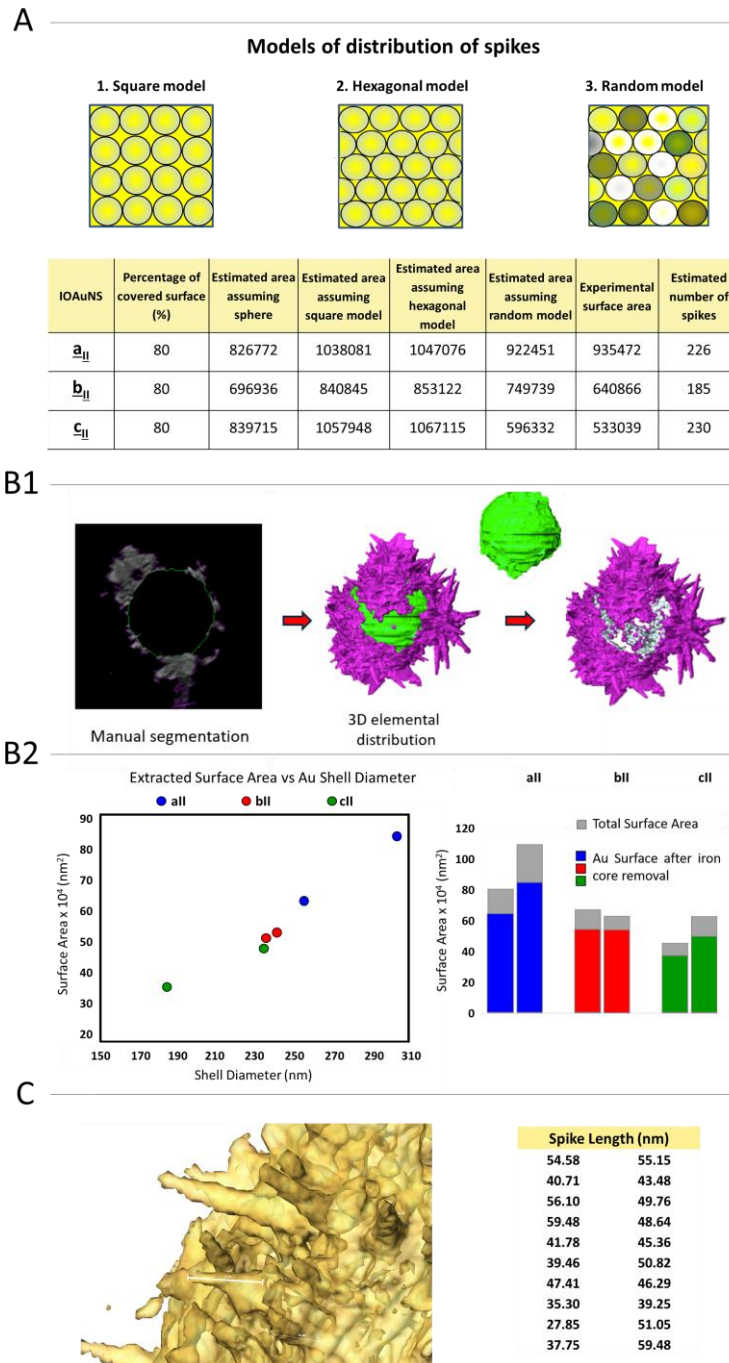 A
Models of distribution of spikes
1. Square model
2. Hexagonal model
3. Random model
IOAuNS
Percentage of covered surface (%)
Estimated area assuming sphere
Estimated area assuming square model
Estimated area assuming hexagonal model
Estimated area assuming random model
Experimental surface area
Estimated number of spikes
aII 80 826772 1038081 1047076 922451 935472 226
bII 80 696936 840845 853122 749739 640866 185
cII 80 839715 1057948 1067115 596332 533039 230
B1
Manual segmentation
3D elemental
distribution
B2
Extracted Surface Area vs Au Shell Diameter
aII bII cII
Surface Area x 10⁴ (nm²)
90
80
70
60
50
40
30
20
150 170 190 210 230 250 270 290 310
Shell Diameter (nm)
aII bII cII
Total Surface Area
Au Surface after iron
core removal
Surface Area x 10⁴ (nm²)
120
100
80
60
40
20
0
C
Spike Length (nm)
54.58 55.15
40.71 43.48
56.10 49.76
59.48 48.64
41.78 45.36
39.46 50.82
47.41 46.29
35.30 39.25
27.85 51.05
37.75 59.48